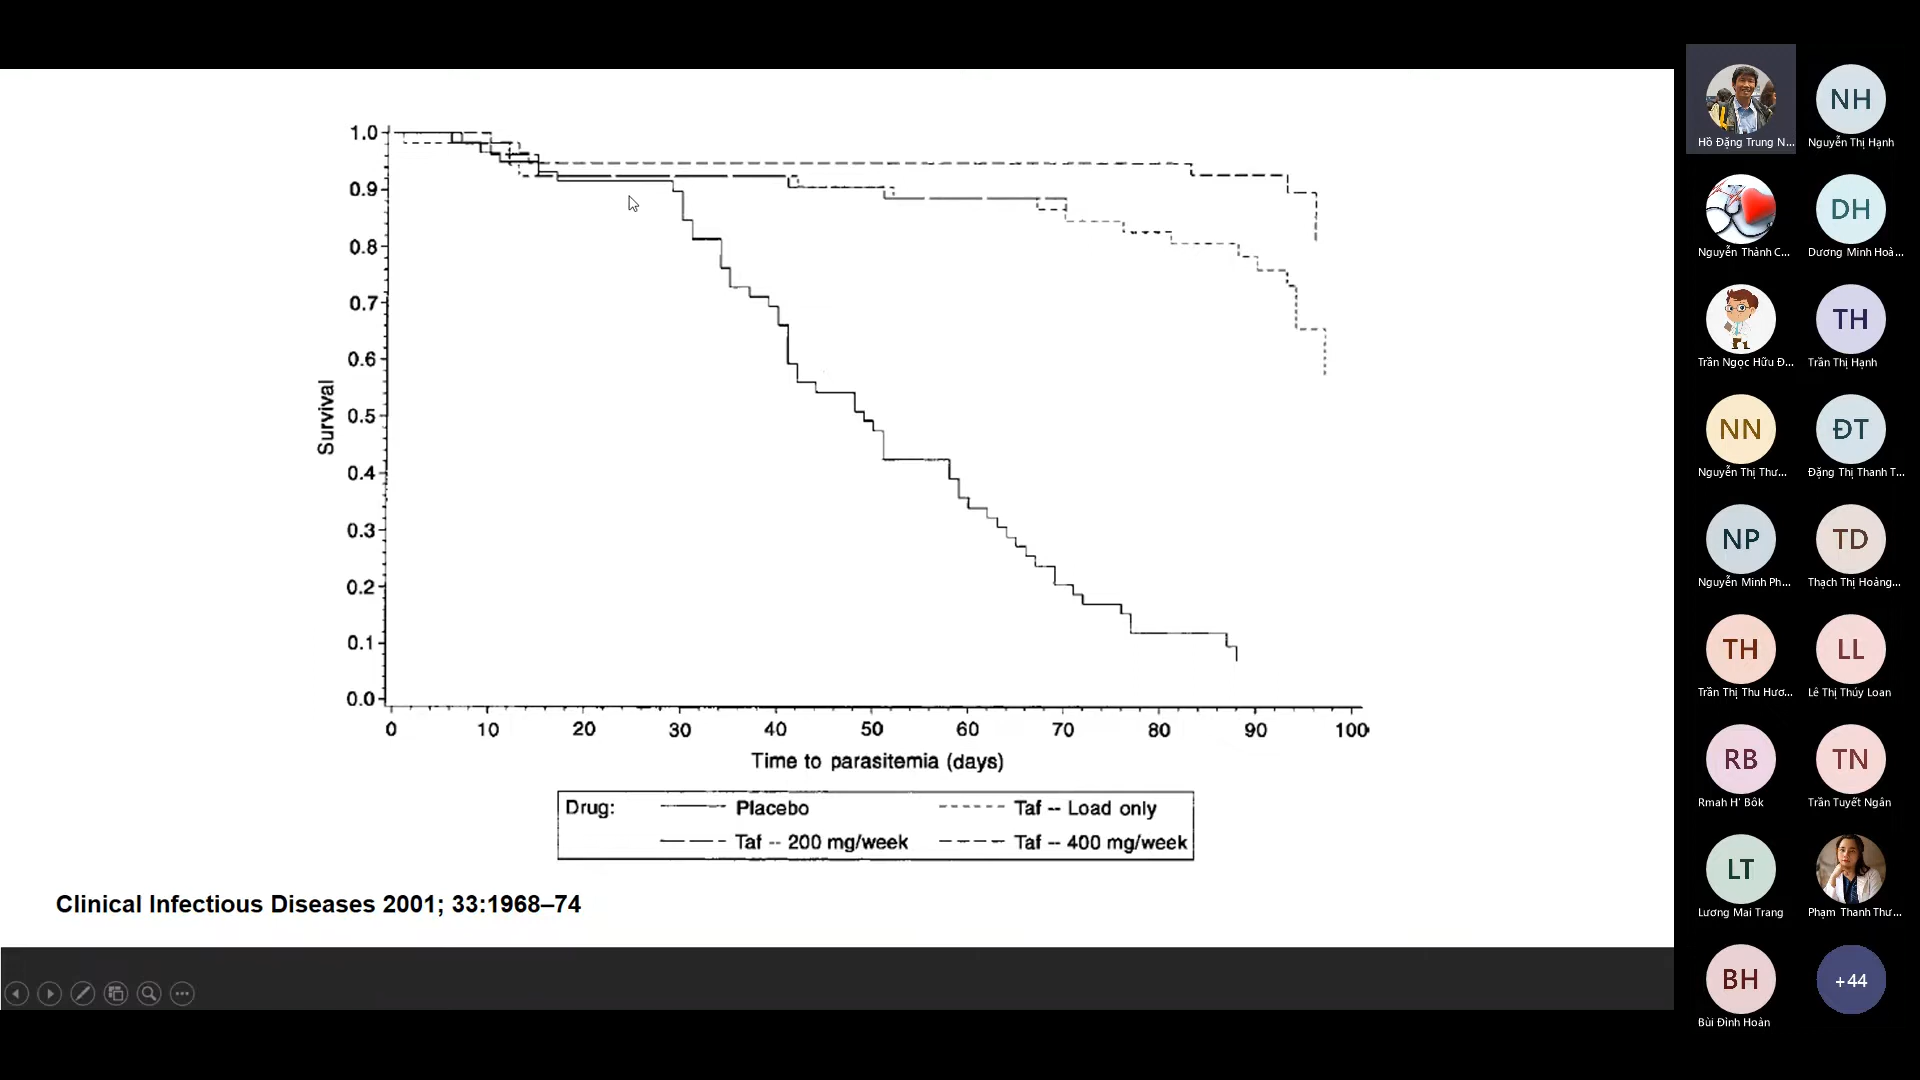 1.0
0.9
0.8
0.7
0.6
0.5
0.4
0.3
0.2
0.1
0.0
Survival
0 10 20 30 40 50 60 70 80 90 100
Time to parasitemia (days)
Drug: Placebo Taf -- Load only
Taf -- 200 mg/week Taf -- 400 mg/week
Clinical Infectious Diseases 2001; 33:1968–74
Hồ Đặng Trung N...
NH
Nguyễn Thị Hạnh
Nguyễn Thành C...
DH
Dương Minh Hoà...
Trần Ngọc Hữu Đ...
TH
Trần Thị Hạnh
NN
Nguyễn Thị Thư...
ĐT
Đặng Thị Thanh T...
NP
Nguyễn Minh Ph...
TD
Thạch Thị Hoàng...
TH
Trần Thị Thu Hươ...
LL
Lê Thị Thúy Loan
RB
Rmah H' Bôk
TN
Trần Tuyết Ngân
LT
Lương Mai Trang
Phạm Thanh Thư...
BH
Bùi Đình Hoàn
+44